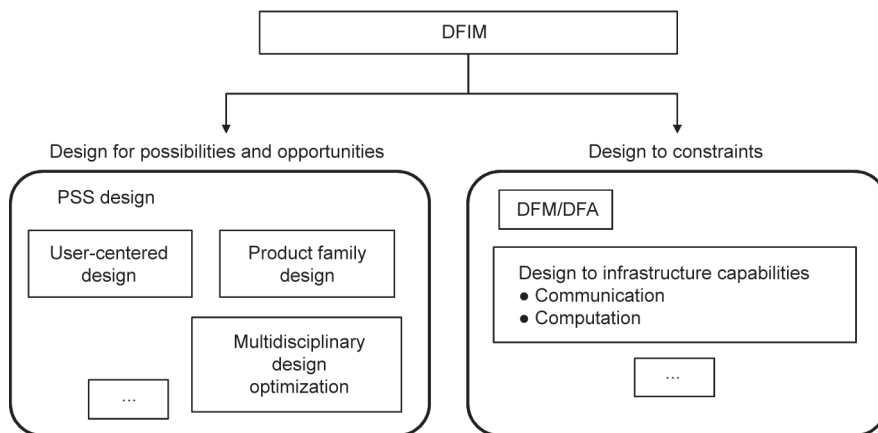 DFIM
Design for possibilities and opportunities
PSS design
User-centered
design
Product family
design
Multidisciplinary
design
optimization
...
Design to constraints
DFM/DFA
Design to infrastructure capabilities
● Communication
● Computation
...